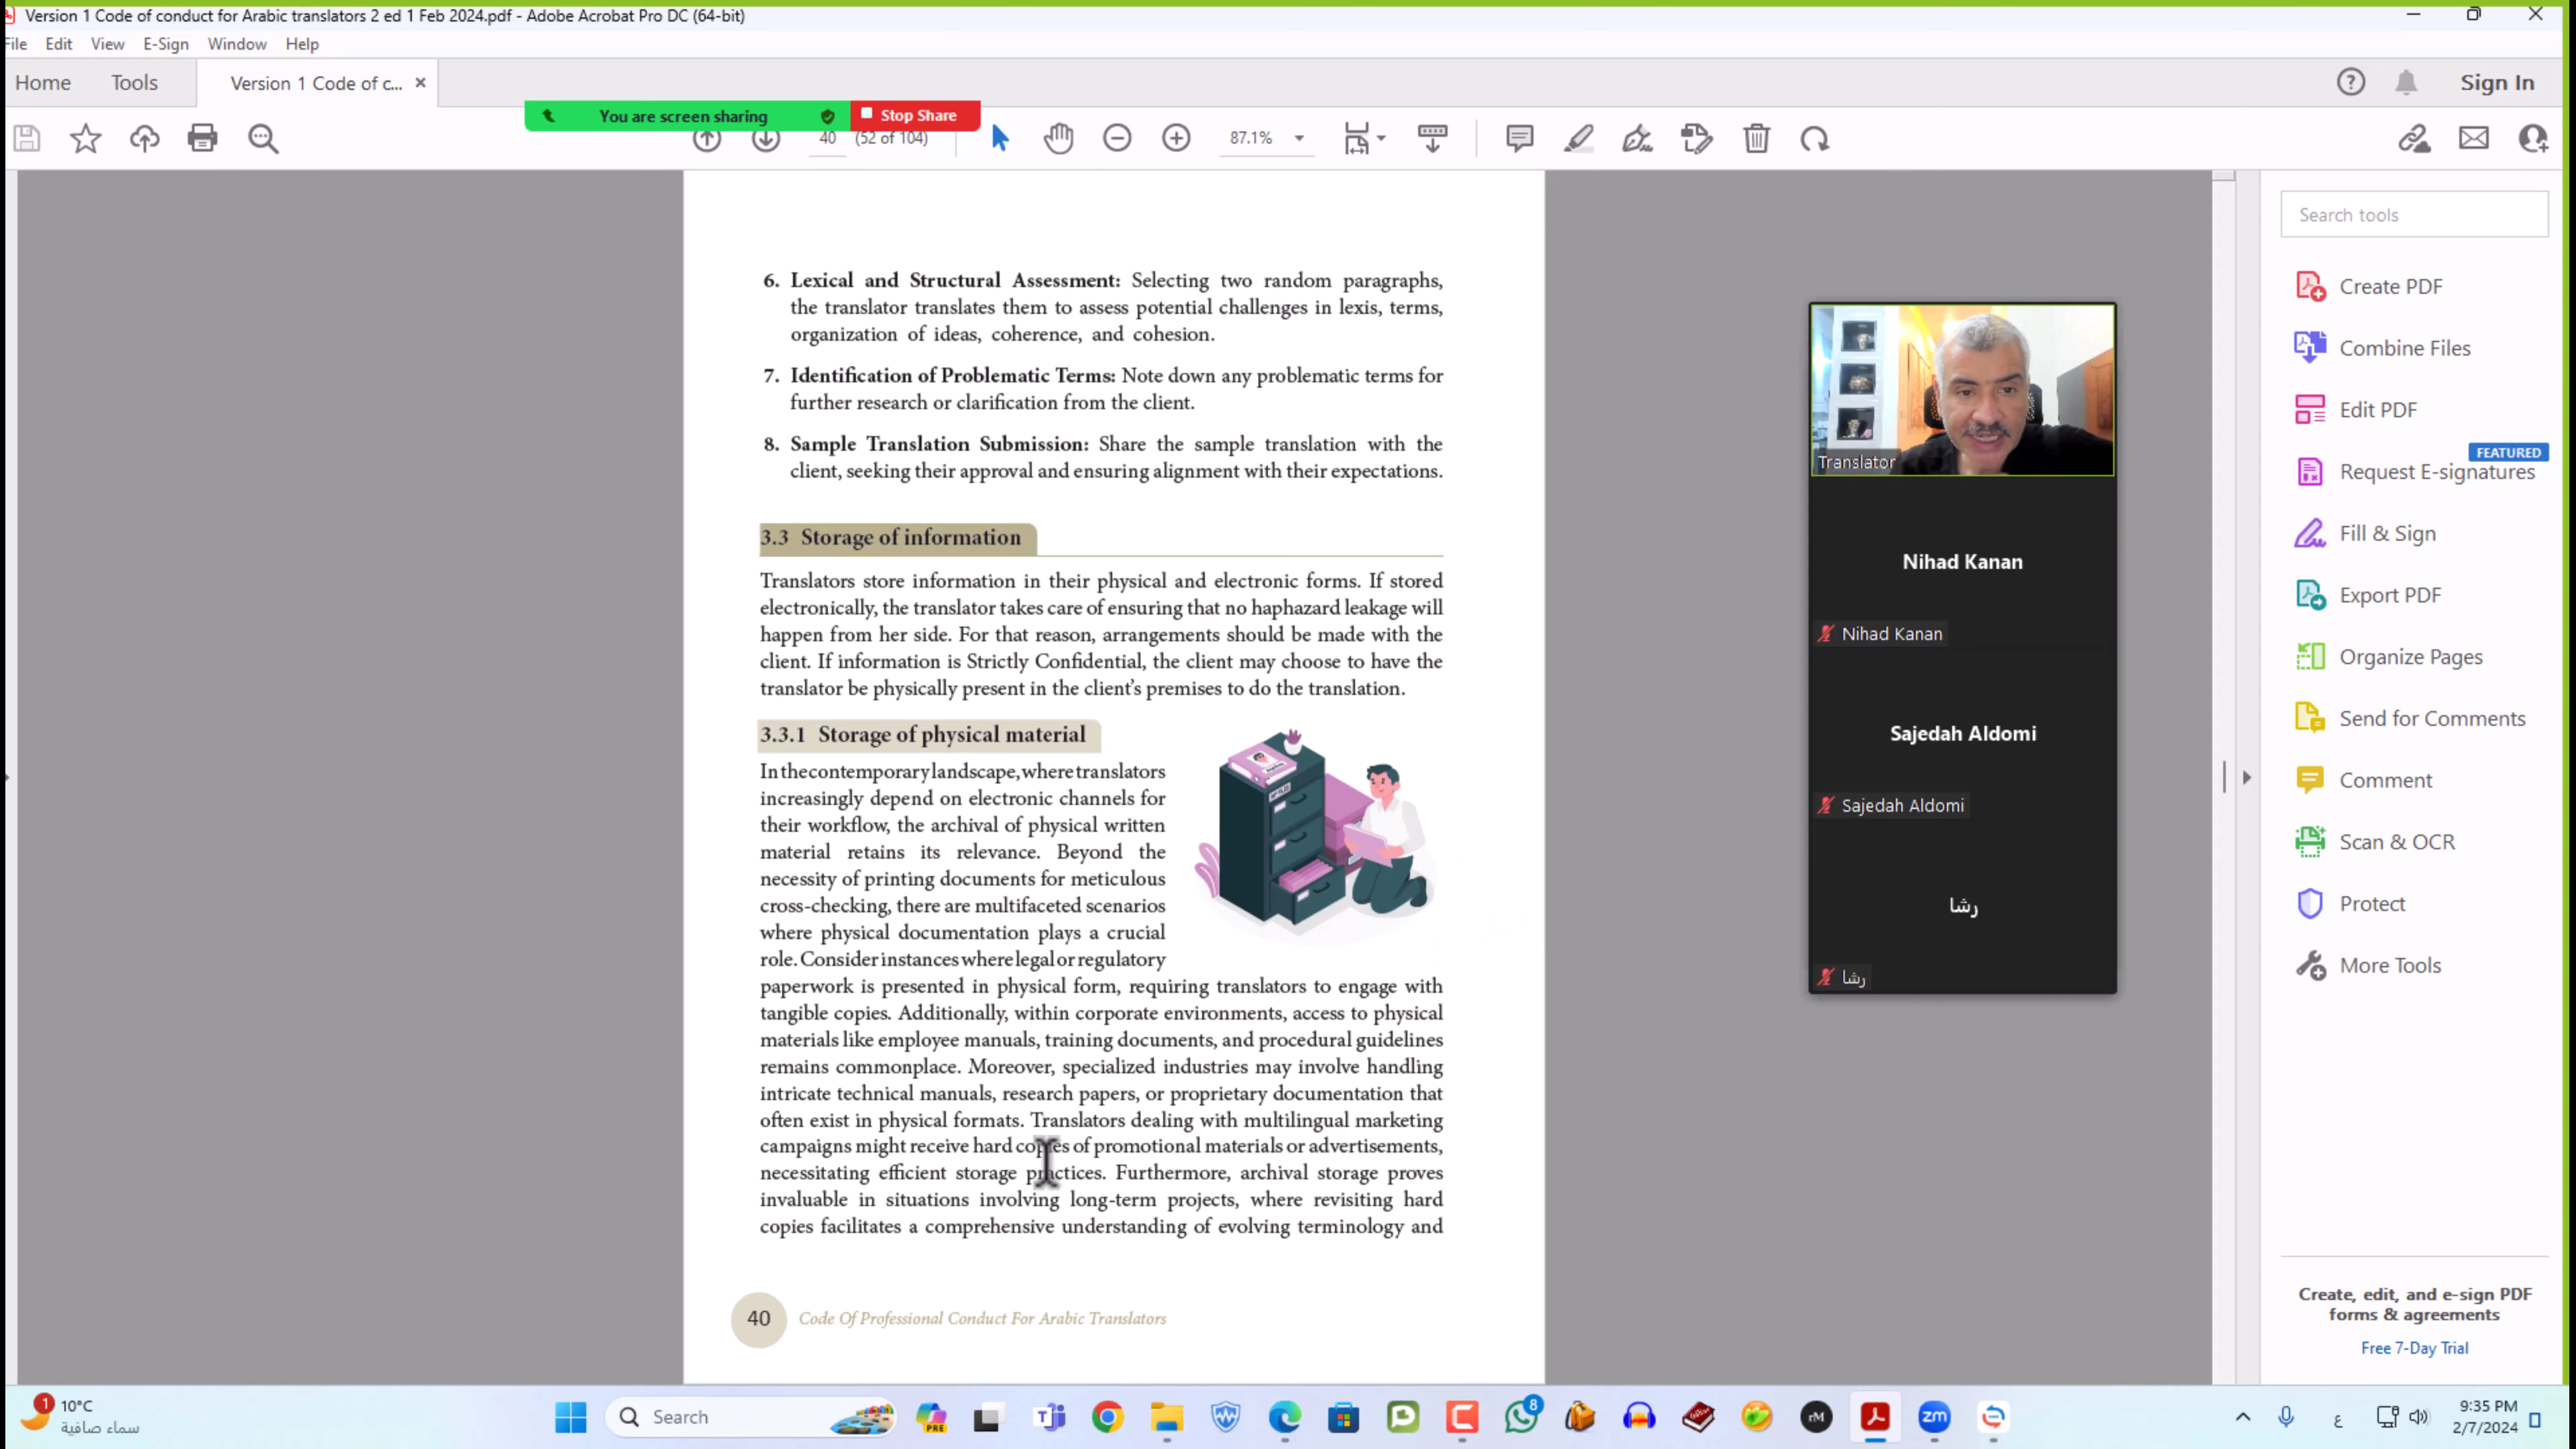 Version 1 Code of conduct for Arabic translators 2 ed 1 Feb 2024.pdf - Adobe Acrobat Pro DC (64-bit)
File Edit View E-Sign Window Help
Home Tools Version 1 Code of c... Sign In
You are screen sharing Stop Share
40 (52 of 104) 87.1%
6. Lexical and Structural Assessment: Selecting two random paragraphs,
the translator translates them to assess potential challenges in lexis, terms,
organization of ideas, coherence, and cohesion.
7. Identification of Problematic Terms: Note down any problematic terms for
further research or clarification from the client.
8. Sample Translation Submission: Share the sample translation with the
client, seeking their approval and ensuring alignment with their expectations.
3.3 Storage of information
Translators store information in their physical and electronic forms. If stored
electronically, the translator takes care of ensuring that no haphazard leakage will
happen from her side. For that reason, arrangements should be made with the
client. If information is Strictly Confidential, the client may choose to have the
translator be physically present in the client's premises to do the translation.
3.3.1 Storage of physical material
In the contemporary landscape, where translators
increasingly depend on electronic channels for
their workflow, the archival of physical written
material retains its relevance. Beyond the
necessity of printing documents for meticulous
cross-checking, there are multifaceted scenarios
where physical documentation plays a crucial
role. Consider instances where legal or regulatory
paperwork is presented in physical form, requiring translators to engage with
tangible copies. Additionally, within corporate environments, access to physical
materials like employee manuals, training documents, and procedural guidelines
remains commonplace. Moreover, specialized industries may involve handling
intricate technical manuals, research papers, or proprietary documentation that
often exist in physical formats. Translators dealing with multilingual marketing
campaigns might receive hard copies of promotional materials or advertisements,
necessitating efficient storage practices. Furthermore, archival storage proves
invaluable in situations involving long-term projects, where revisiting hard
copies facilitates a comprehensive understanding of evolving terminology and
40 Code Of Professional Conduct For Arabic Translators
Translator
Nihad Kanan
Nihad Kanan
Sajedah Aldomi
Sajedah Aldomi
رشا
رشا
Search tools
Create PDF
Combine Files
Edit PDF
FEATURED
Request E-signatures
Fill & Sign
Export PDF
Organize Pages
Send for Comments
Comment
Scan & OCR
Protect
More Tools
Create, edit, and e-sign PDF
forms & agreements
Free 7-Day Trial
1 10°C
سماء صافية
Search
PRE
8
rM
zm
ع
9:35 PM
2/7/2024